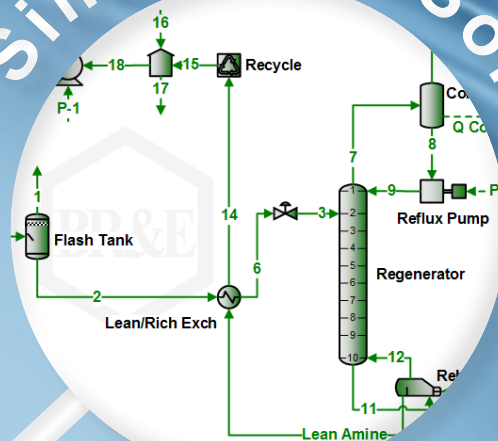 16
18
15
Recycle
17
P-1
7
Q
8
1
14
9
Reflux Pump
BR&E
Flash Tank
3
6
Regenerator
2
Lean/Rich Exch
12
11
Lean Amine
1
2
3
4
5
6
7
8
9
10